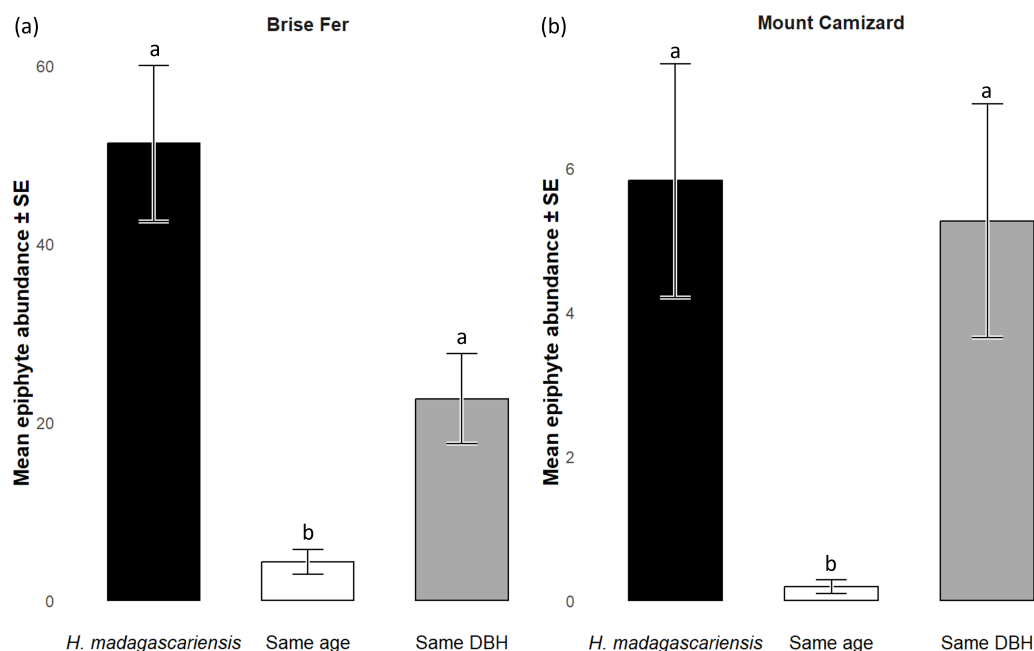 (a)
Brise Fer
Mean epiphyte abundance ± SE
60
40
20
0
a
b
a
H. madagascariensis
Same age
Same DBH
(b)
Mount Camizard
Mean epiphyte abundance ± SE
6
4
2
0
a
b
a
H. madagascariensis
Same age
Same DBH